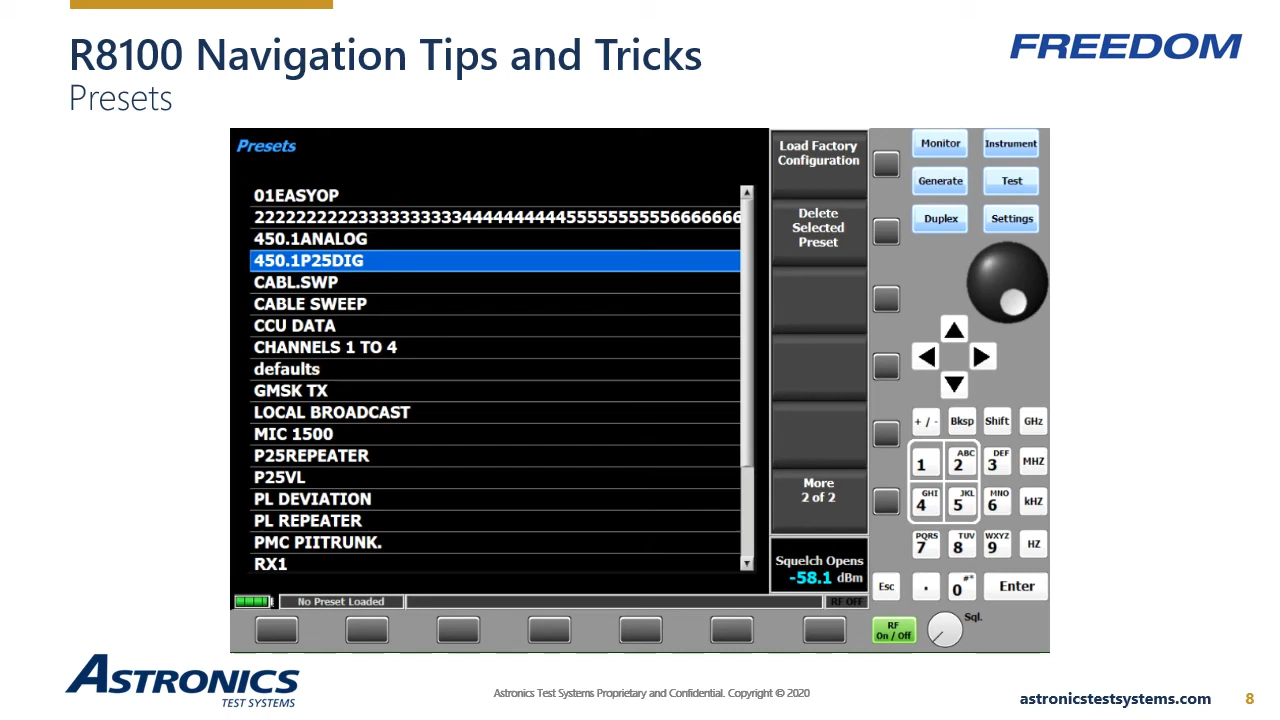 R8100 Navigation Tips and Tricks
FREEDOM
Presets
Presets
01EASYOP
2222222222233333333333444444444445555555555566666666
450.1ANALOG
450.1P25DIG
CABL.SWP
CABLE SWEEP
CCU DATA
CHANNELS 1 TO 4
defaults
GMSK TX
LOCAL BROADCAST
MIC 1500
P25REPEATER
P25VL
PL DEVIATION
PL REPEATER
PMC PIITRUNK.
RX1
Load Factory
Configuration
Delete
Selected
Preset
More
2 of 2
Squelch Opens
-58.1 dBm
No Preset Loaded
RF OFF
Monitor
Instrument
Generate
Test
Duplex
Settings
+ / -
Bksp
Shift
GHz
1
ABC
2
DEF
3
MHZ
GHI
4
JKL
5
MNO
6
kHZ
PQRS
7
TUV
8
WXYZ
9
HZ
Esc
.
#*
0
Enter
RF
On / Off
Sql.
ASTRONICS
TEST SYSTEMS
Astronics Test Systems Proprietary and Confidential. Copyright © 2020
astronicstestsystems.com
8